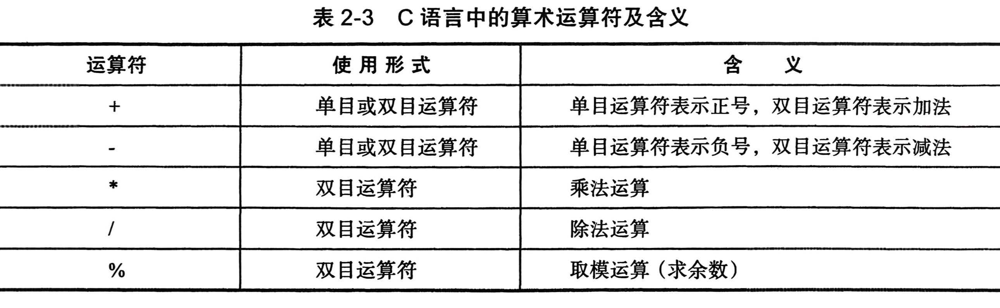 表 2-3 C 语言中的算术运算符及含义
运算符 使用形式 含 义
+ 单目或双目运算符 单目运算符表示正号，双目运算符表示加法
- 单目或双目运算符 单目运算符表示负号，双目运算符表示减法
* 双目运算符 乘法运算
/ 双目运算符 除法运算
% 双目运算符 取模运算（求余数）